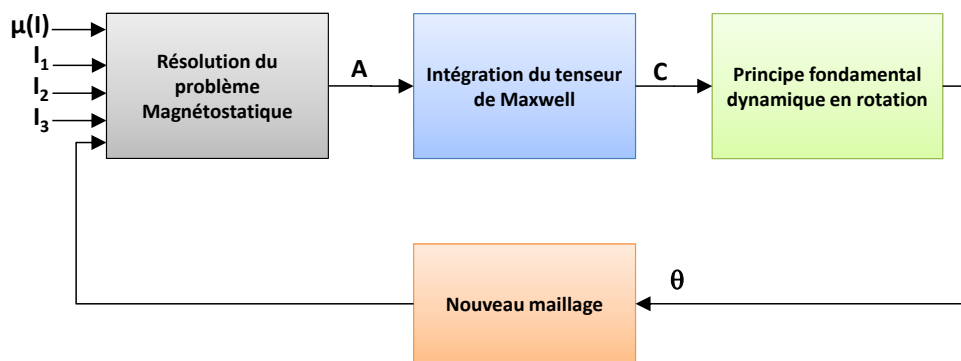 μ(I)
I₁
I₂
I₃
Résolution du
problème
Magnétostatique
A
Intégration du tenseur
de Maxwell
C
Principe fondamental
dynamique en rotation
Nouveau maillage
θ